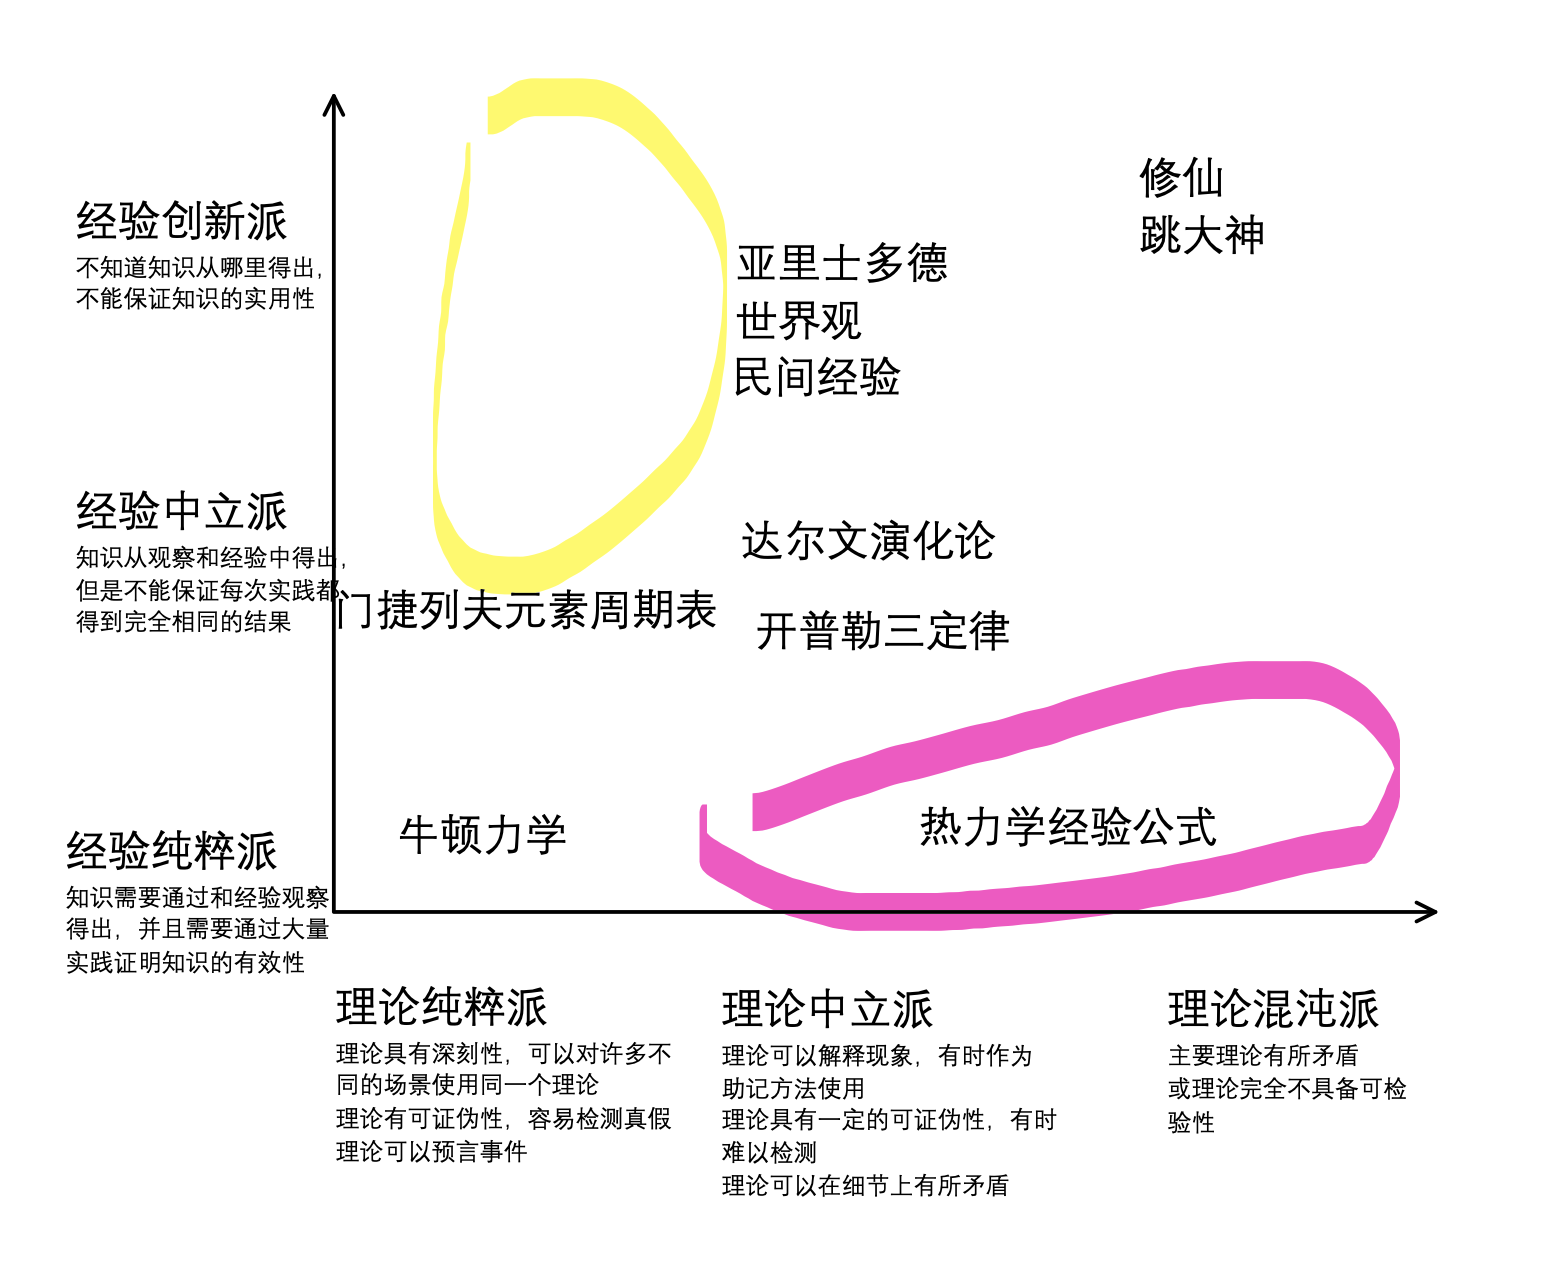 修仙
跳大神
经验创新派
不知道知识从哪里得出，
不能保证知识的实用性
亚里士多德
世界观
民间经验
经验中立派
知识从观察和经验中得出，
但是不能保证每次实践都
得到完全相同的结果
达尔文演化论
门捷列夫元素周期表
开普勒三定律
经验纯粹派
知识需要通过和经验观察
得出，并且需要通过大量
实践证明知识的有效性
牛顿力学
热力学经验公式
理论纯粹派
理论具有深刻性，可以对许多不
同的场景使用同一个理论
理论有可证伪性，容易检测真假
理论可以预言事件
理论中立派
理论可以解释现象，有时作为
助记方法使用
理论具有一定的可证伪性，有时
难以检测
理论可以在细节上有所矛盾
理论混沌派
主要理论有所矛盾
或理论完全不具备可检
验性